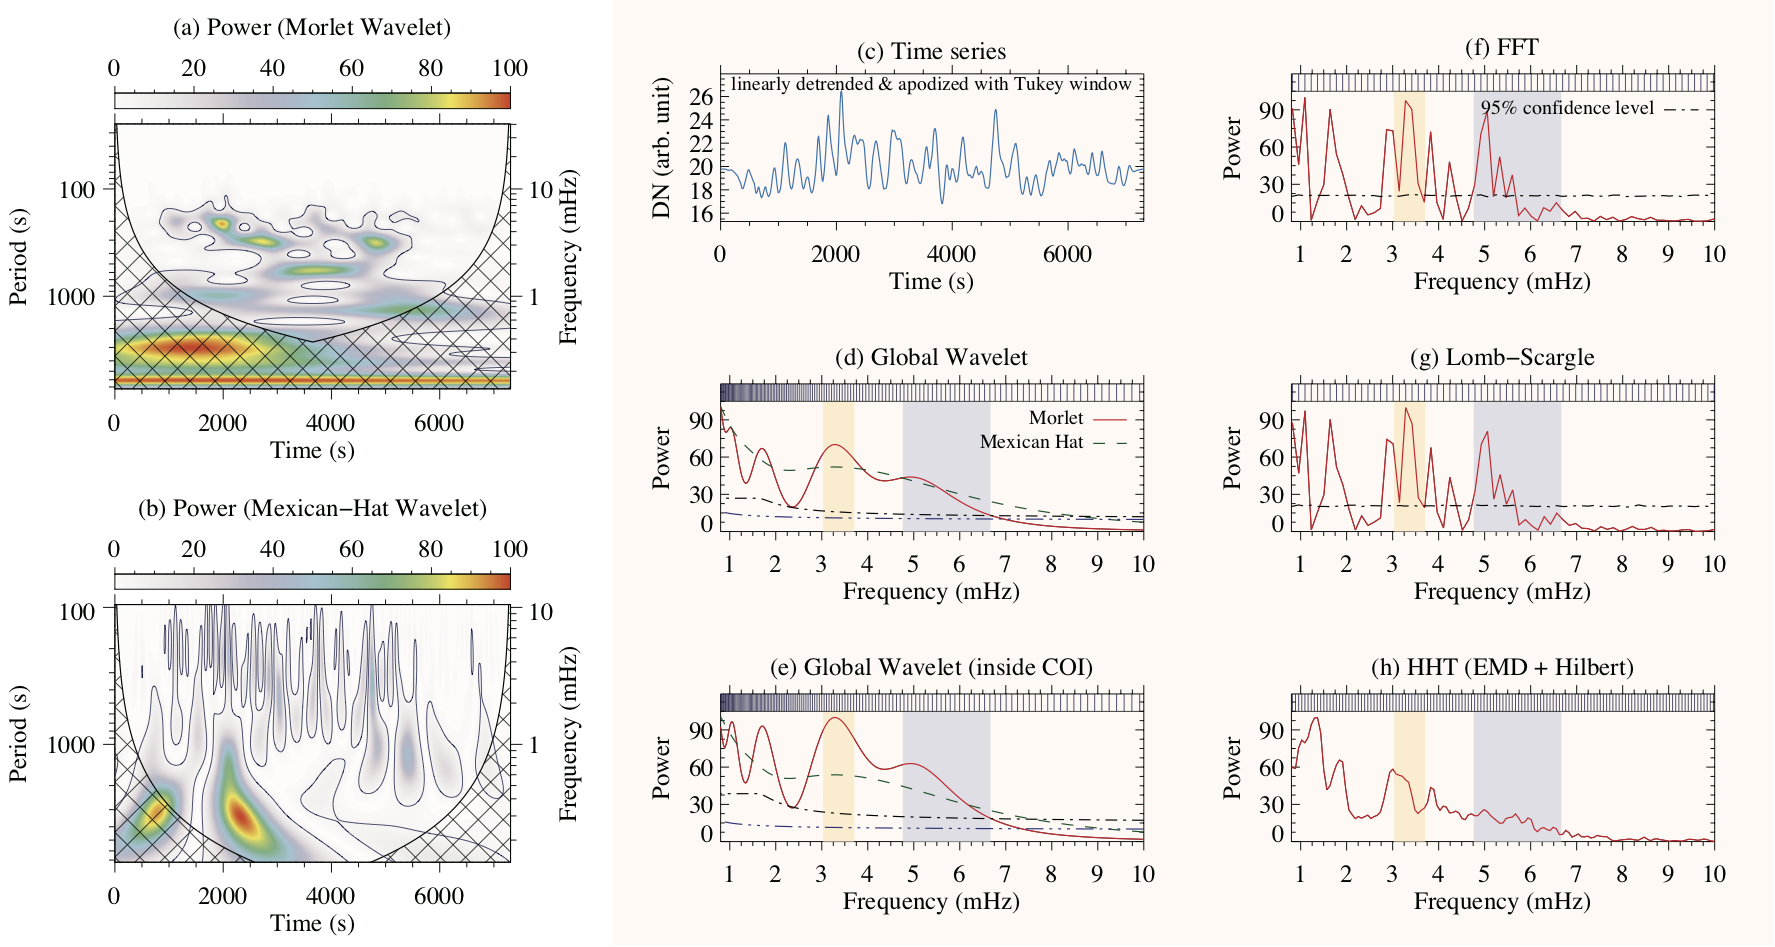 (a) Power (Morlet Wavelet)
0 20 40 60 80 100
100
1000
Period (s)
10
1
Frequency (mHz)
0 2000 4000 6000
Time (s)
(b) Power (Mexican−Hat Wavelet)
0 20 40 60 80 100
100
1000
Period (s)
10
1
Frequency (mHz)
0 2000 4000 6000
Time (s)
(c) Time series
linearly detrended & apodized with Tukey window
26
24
22
20
18
16
DN (arb. unit)
0 2000 4000 6000
Time (s)
(d) Global Wavelet
Morlet
Mexican Hat
90
60
30
0
Power
1 2 3 4 5 6 7 8 9 10
Frequency (mHz)
(e) Global Wavelet (inside COI)
90
60
30
0
Power
1 2 3 4 5 6 7 8 9 10
Frequency (mHz)
(f) FFT
95% confidence level
90
60
30
0
Power
1 2 3 4 5 6 7 8 9 10
Frequency (mHz)
(g) Lomb−Scargle
90
60
30
0
Power
1 2 3 4 5 6 7 8 9 10
Frequency (mHz)
(h) HHT (EMD + Hilbert)
90
60
30
0
Power
1 2 3 4 5 6 7 8 9 10
Frequency (mHz)